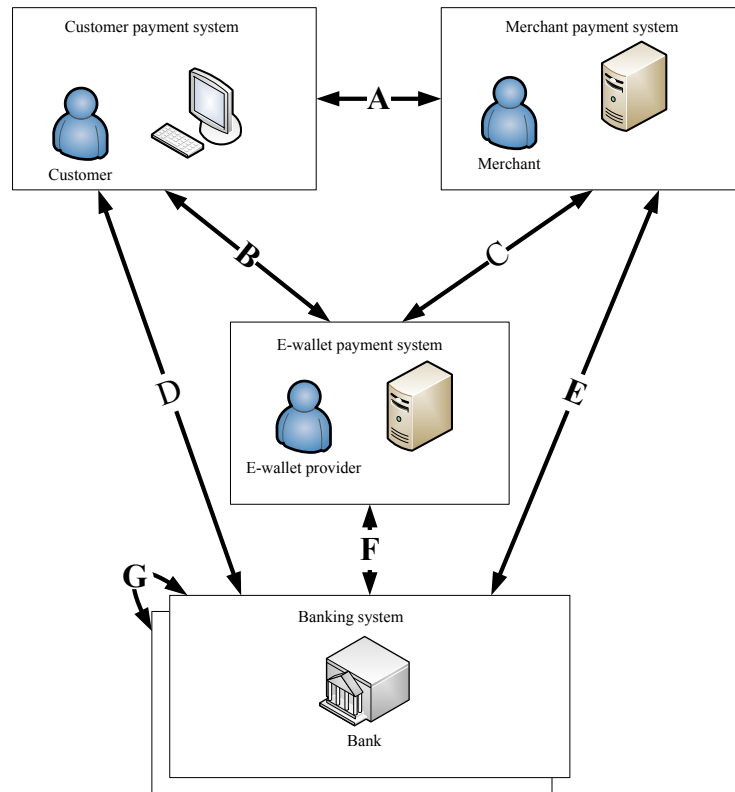 Customer payment system
Merchant payment system
A
Customer
Merchant
B
C
E-wallet payment system
D
E
E-wallet provider
F
G
Banking system
Bank